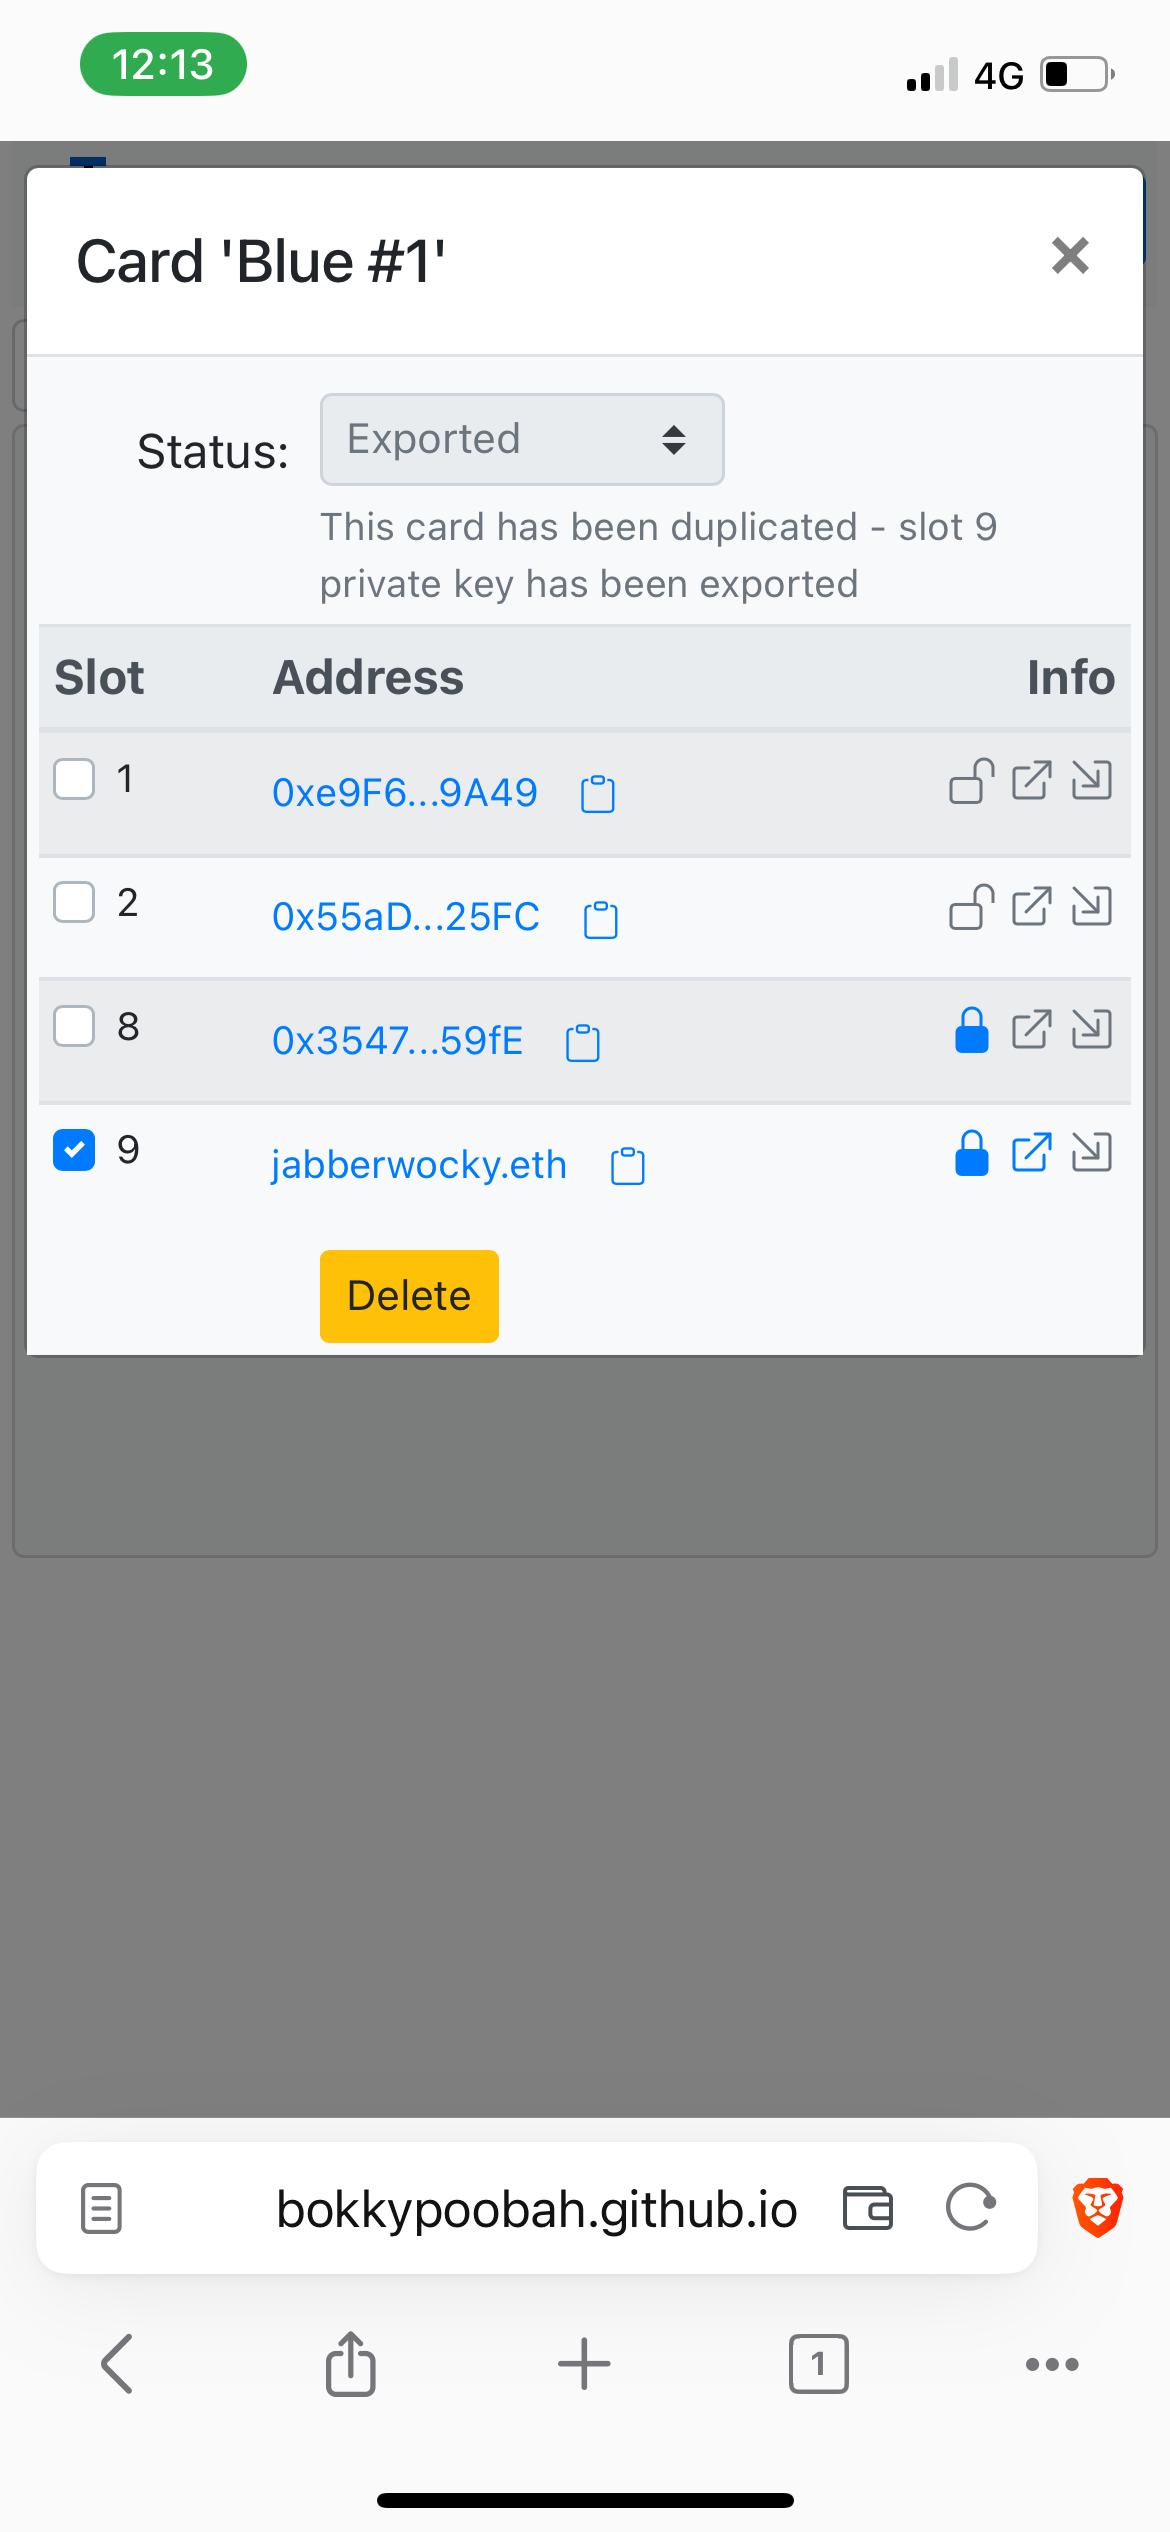 12:13
4G
Card 'Blue #1'
Status:
Exported
This card has been duplicated - slot 9
private key has been exported
Slot Address Info
1 0xe9F6...9A49
2 0x55aD...25FC
8 0x3547...59fE
9 jabberwocky.eth
Delete
bokkypoobah.github.io
1